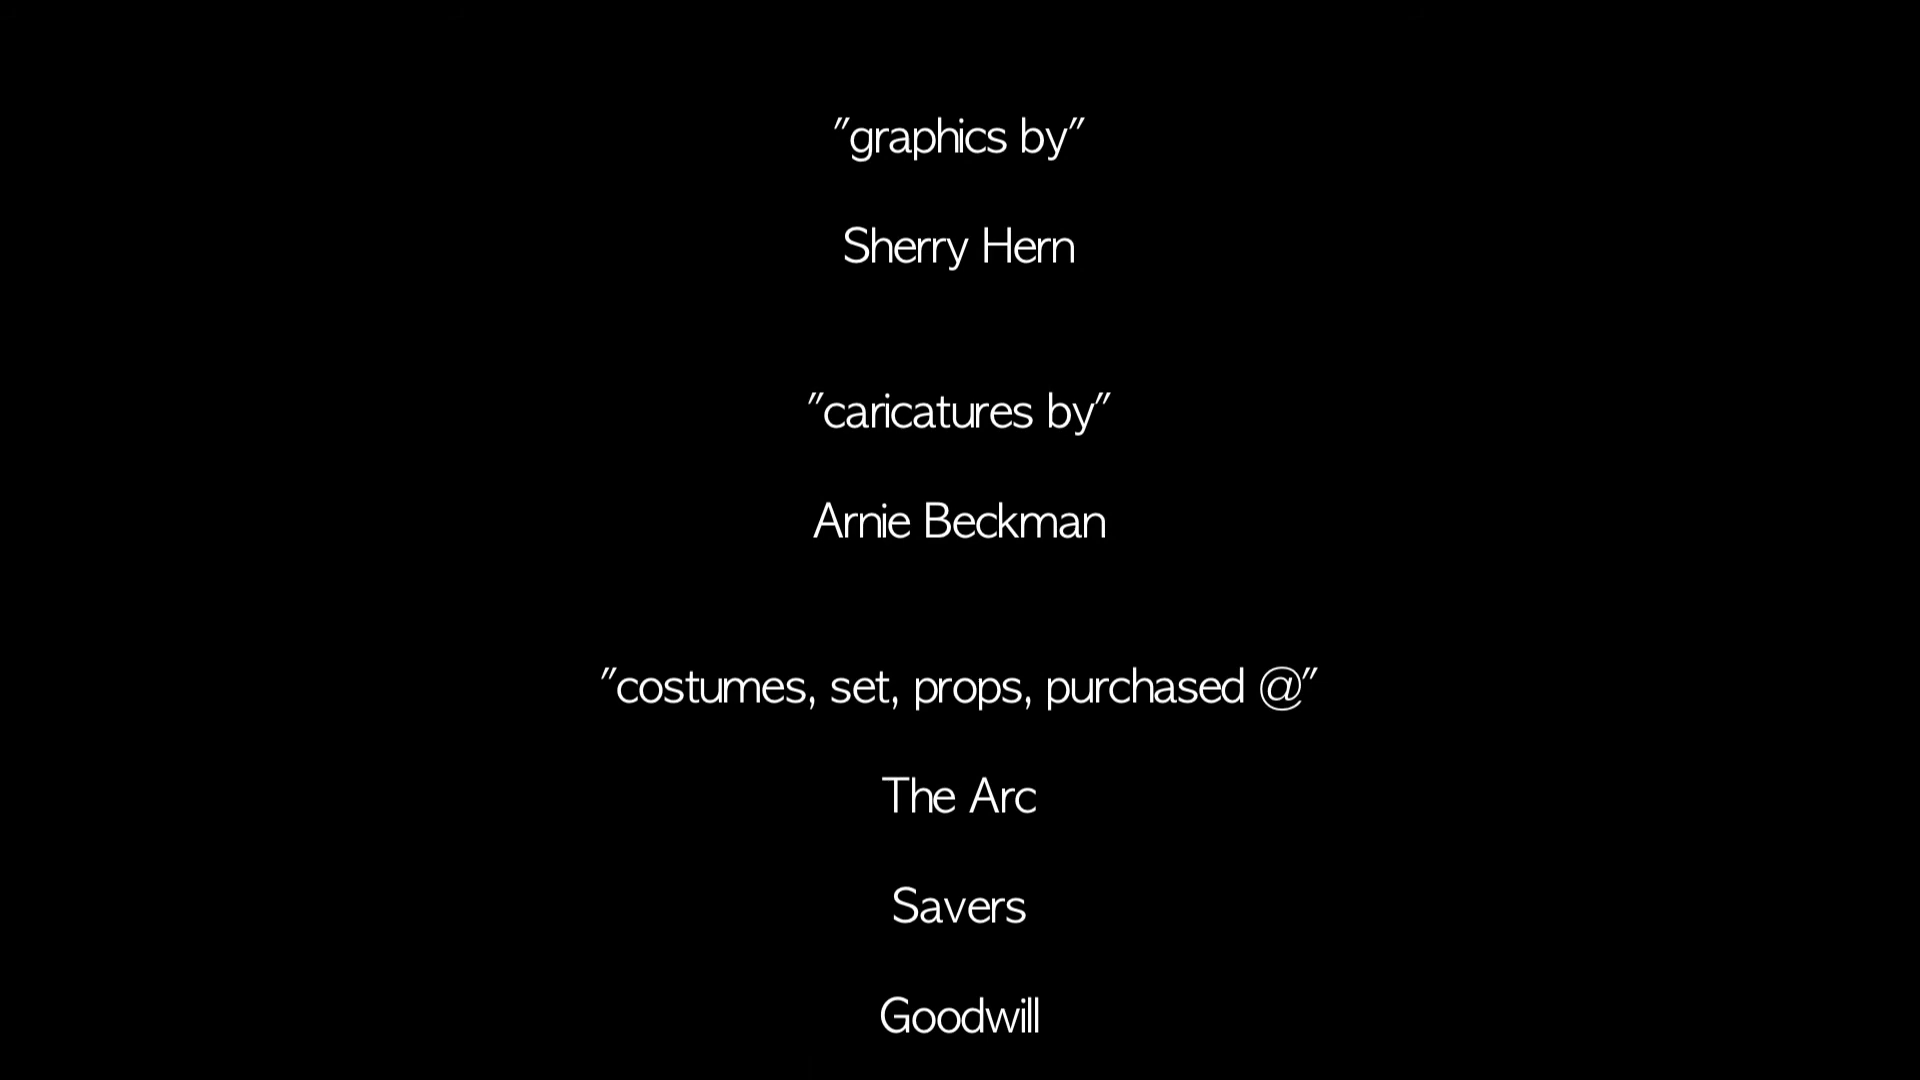 "graphics by"
Sherry Hern
"caricatures by"
Arnie Beckman
"costumes, set, props, purchased @"
The Arc
Savers
Goodwill